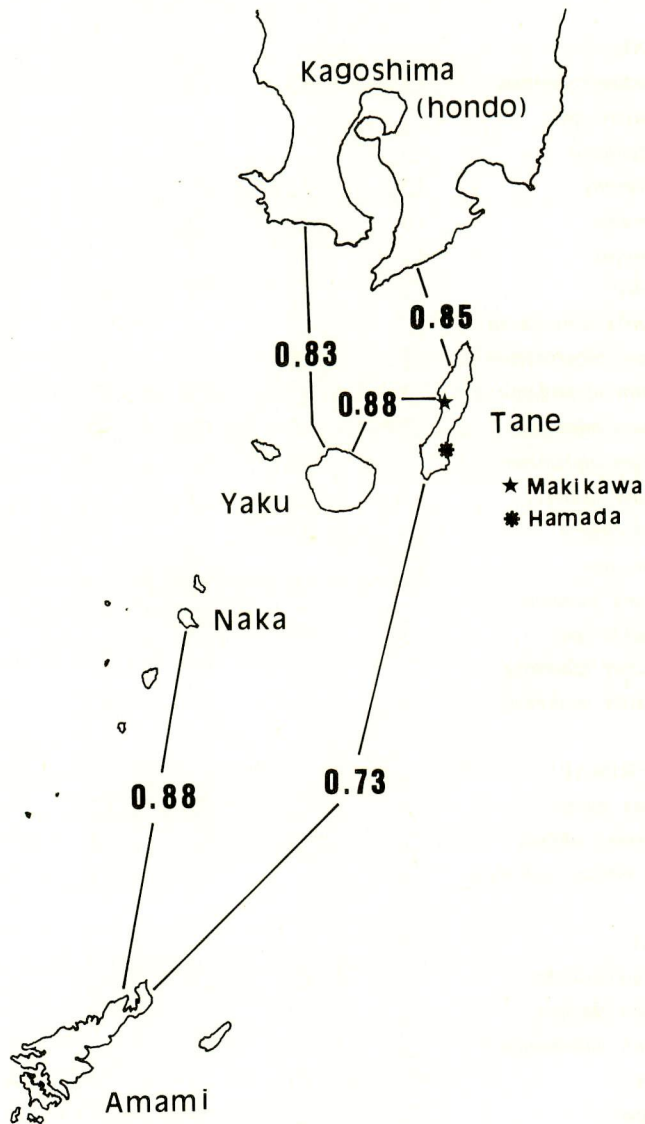 Kagoshima
(hondo)
0.85
0.83
0.88
Tane
Yaku
★ Makikawa
✸ Hamada
Naka
0.88
0.73
Amami